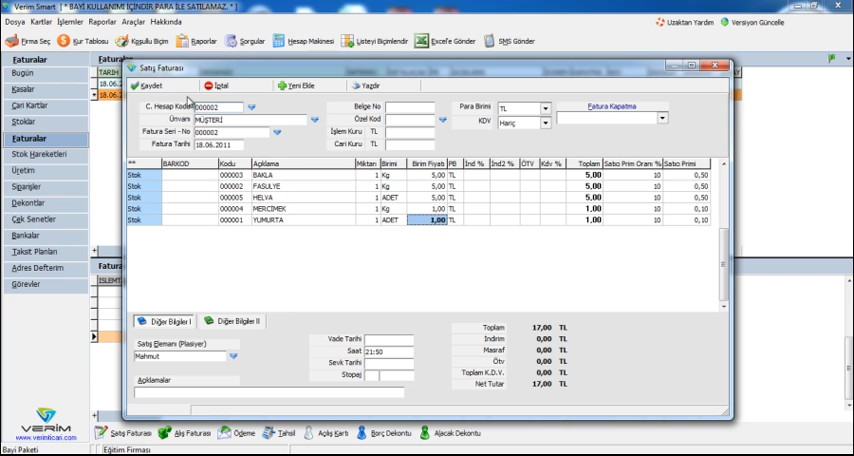 Verim Smart [ * BAYİ KULLANIMI İÇİNDİR PARA İLE SATILAMAZ. * ]
Dosya Kartlar İşlemler Raporlar Araçlar Hakkında
Uzaktan Yardım Versiyon Güncelle
Firma Seç Kur Tablosu Koşullu Biçim Raporlar Sorgular Hesap Makinesi Listeyi Biçimlendir Excel'e Gönder SMS Gönder
Faturalar
Bugün
Kasalar
Cari Kartlar
Stoklar
Faturalar
Stok Hareketleri
Üretim
Siparişler
Dekontlar
Çek Senetler
Bankalar
Taksit Planları
Adres Defterim
Görevler
Faturalar
TARİH
18.06
18.06
Satış Faturası
Kaydet İptal Yeni Ekle Yazdır
C. Hesap Kodu 000002 Belge No Para Birimi TL Fatura Kapatma
Ünvanı MÜŞTERİ Özel Kod KDV Hariç
Fatura Seri - No 000002 İşlem Kuru TL
Fatura Tarihi 18.06.2011 Cari Kuru TL
** BARKOD Kodu Açıklama Miktarı Birimi Birim Fiyatı PB İnd % İnd2 % ÖTV Kdv % Toplam Satıcı Prim Oranı % Satıcı Primi
Stok 000003 BAKLA 1 Kg 5,00 TL 5,00 10 0,50
Stok 000002 FASULYE 1 Kg 5,00 TL 5,00 10 0,50
Stok 000005 HELVA 1 ADET 5,00 TL 5,00 10 0,50
Stok 000004 MERCİMEK 1 Kg 1,00 TL 1,00 10 0,10
Stok 000001 YUMURTA 1 ADET 1,00 TL 1,00 10 0,10
Diğer Bilgiler I Diğer Bilgiler II
Satış Elemanı (Plasiyer)
Mahmut
Açıklamalar
Vade Tarihi
Saat 21:50
Sevk Tarihi
Stopaj
Toplam 17,00 TL
İndirim 0,00 TL
Masraf 0,00 TL
Ötv 0,00 TL
Toplam K.D.V. 0,00 TL
Net Tutar 17,00 TL
Fatura
ISLEMT
VERİM
www.verimticari.com
Satış Faturası Alış Faturası Ödeme Tahsil Açılış Kartı Borç Dekontu Alacak Dekontu
Bayi Paketi Eğitim Firması